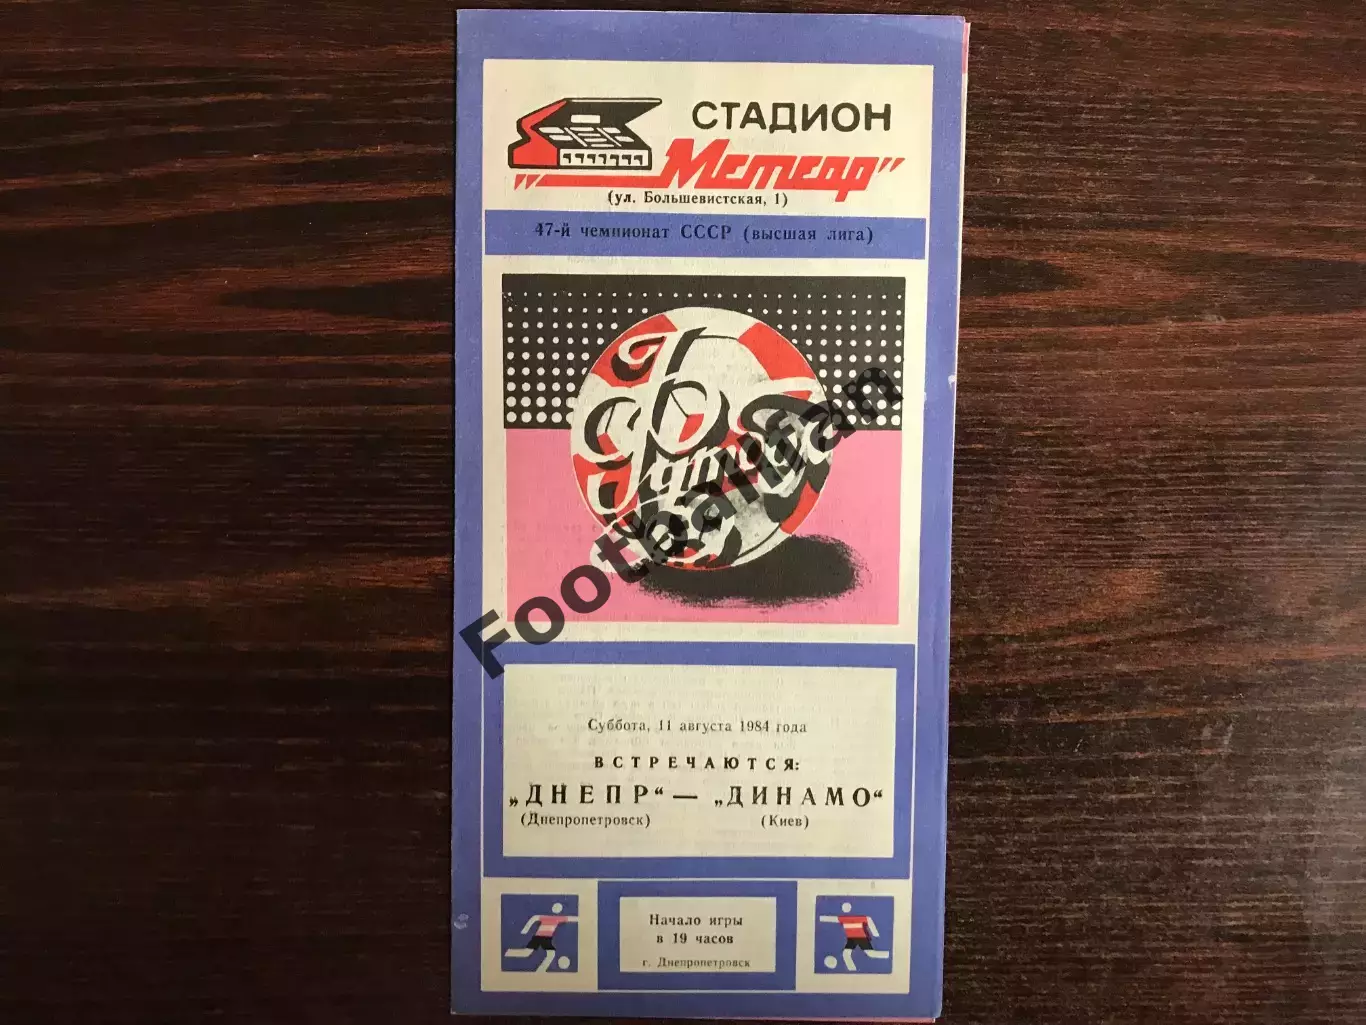 СТАДИОН
„Метеор"
(ул. Большевистская, 1)
47-й чемпионат СССР (высшая лига)
Footballfan
Суббота, 11 августа 1984 года
ВСТРЕЧАЮТСЯ:
„ДНЕПР“ — „ДИНАМО“
(Днепропетровск) (Киев)
Начало игры
в 19 часов
г. Днепропетровск